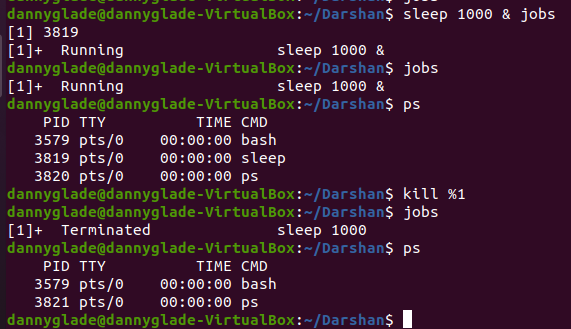 dannyglade@dannyglade-VirtualBox:~/Darshan$ sleep 1000 & jobs
[1] 3819
[1]+  Running                 sleep 1000 &
dannyglade@dannyglade-VirtualBox:~/Darshan$ jobs
[1]+  Running                 sleep 1000 &
dannyglade@dannyglade-VirtualBox:~/Darshan$ ps
    PID TTY          TIME CMD
   3579 pts/0    00:00:00 bash
   3819 pts/0    00:00:00 sleep
   3820 pts/0    00:00:00 ps
dannyglade@dannyglade-VirtualBox:~/Darshan$ kill %1
dannyglade@dannyglade-VirtualBox:~/Darshan$ jobs
[1]+  Terminated              sleep 1000
dannyglade@dannyglade-VirtualBox:~/Darshan$ ps
    PID TTY          TIME CMD
   3579 pts/0    00:00:00 bash
   3821 pts/0    00:00:00 ps
dannyglade@dannyglade-VirtualBox:~/Darshan$